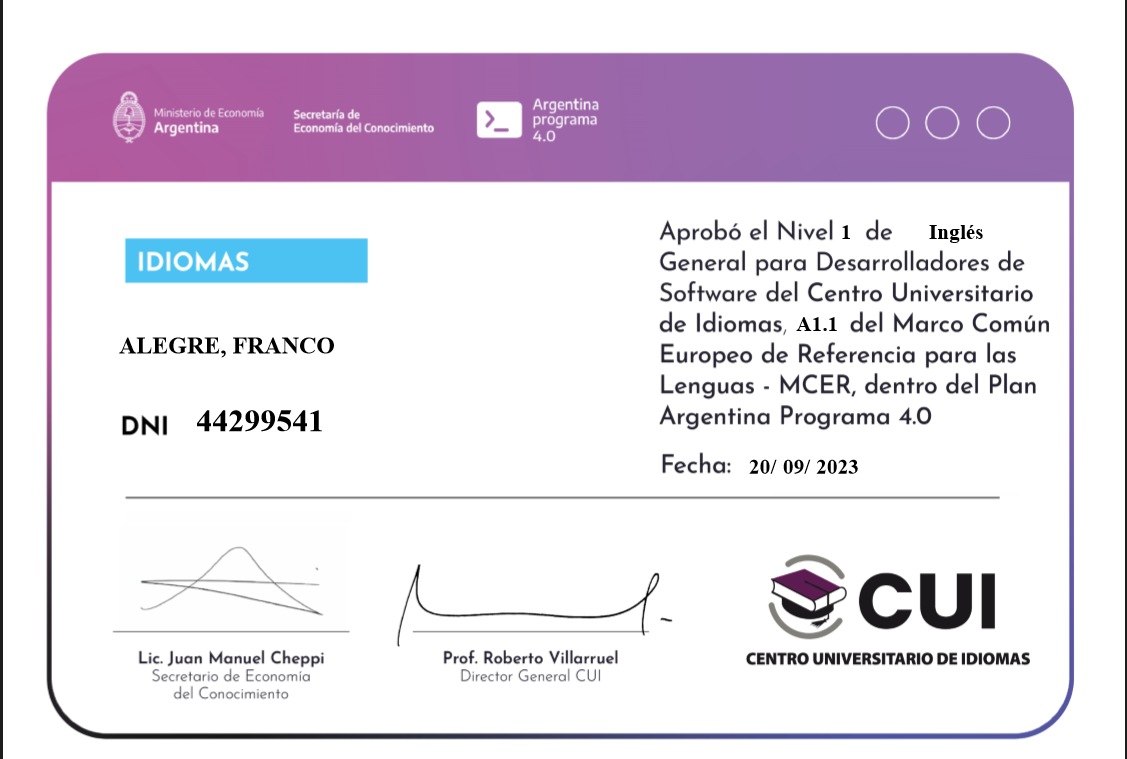 Ministerio de Economía
Argentina
Secretaría de
Economía del Conocimiento
Argentina
programa
4.0
IDIOMAS
ALEGRE, FRANCO
DNI 44299541
Aprobó el Nivel 1 de Inglés
General para Desarrolladores de
Software del Centro Universitario
de Idiomas, A1.1 del Marco Común
Europeo de Referencia para las
Lenguas - MCER, dentro del Plan
Argentina Programa 4.0
Fecha: 20/ 09/ 2023
Lic. Juan Manuel Cheppi
Secretario de Economía
del Conocimiento
Prof. Roberto Villarruel
Director General CUI
CUI
CENTRO UNIVERSITARIO DE IDIOMAS